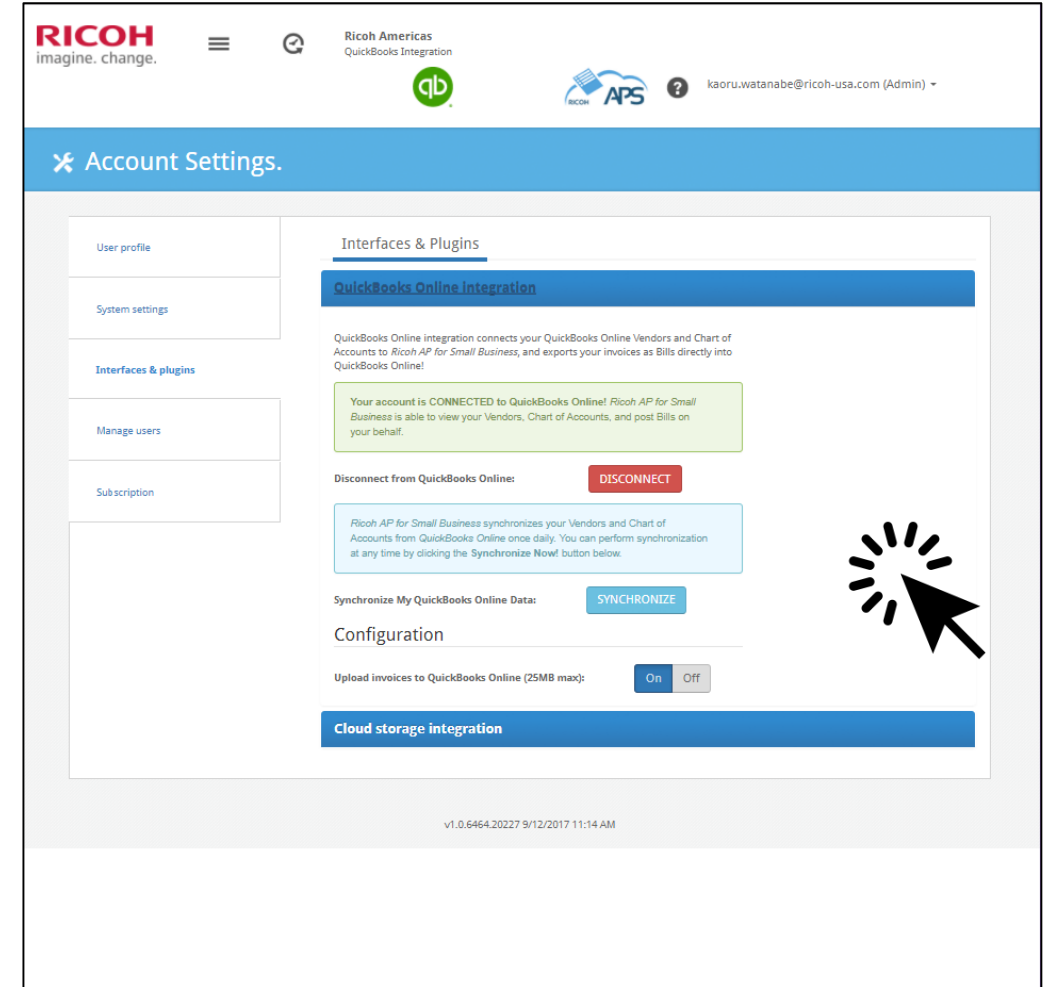 RICOH
imagine. change.
Ricoh Americas
QuickBooks Integration
qb
RICOH APS
?
kaoru.watanabe@ricoh-usa.com (Admin)
Account Settings.
User profile
System settings
Interfaces & plugins
Manage users
Subscription
Interfaces & Plugins
QuickBooks Online integration
QuickBooks Online integration connects your QuickBooks Online Vendors and Chart of
Accounts to Ricoh AP for Small Business, and exports your invoices as Bills directly into
QuickBooks Online!
Your account is CONNECTED to QuickBooks Online! Ricoh AP for Small
Business is able to view your Vendors, Chart of Accounts, and post Bills on
your behalf.
Disconnect from QuickBooks Online:
DISCONNECT
Ricoh AP for Small Business synchronizes your Vendors and Chart of
Accounts from QuickBooks Online once daily. You can perform synchronization
at any time by clicking the Synchronize Now! button below.
Synchronize My QuickBooks Online Data:
SYNCHRONIZE
Configuration
Upload invoices to QuickBooks Online (25MB max):
On Off
Cloud storage integration
v1.0.6464.20227 9/12/2017 11:14 AM